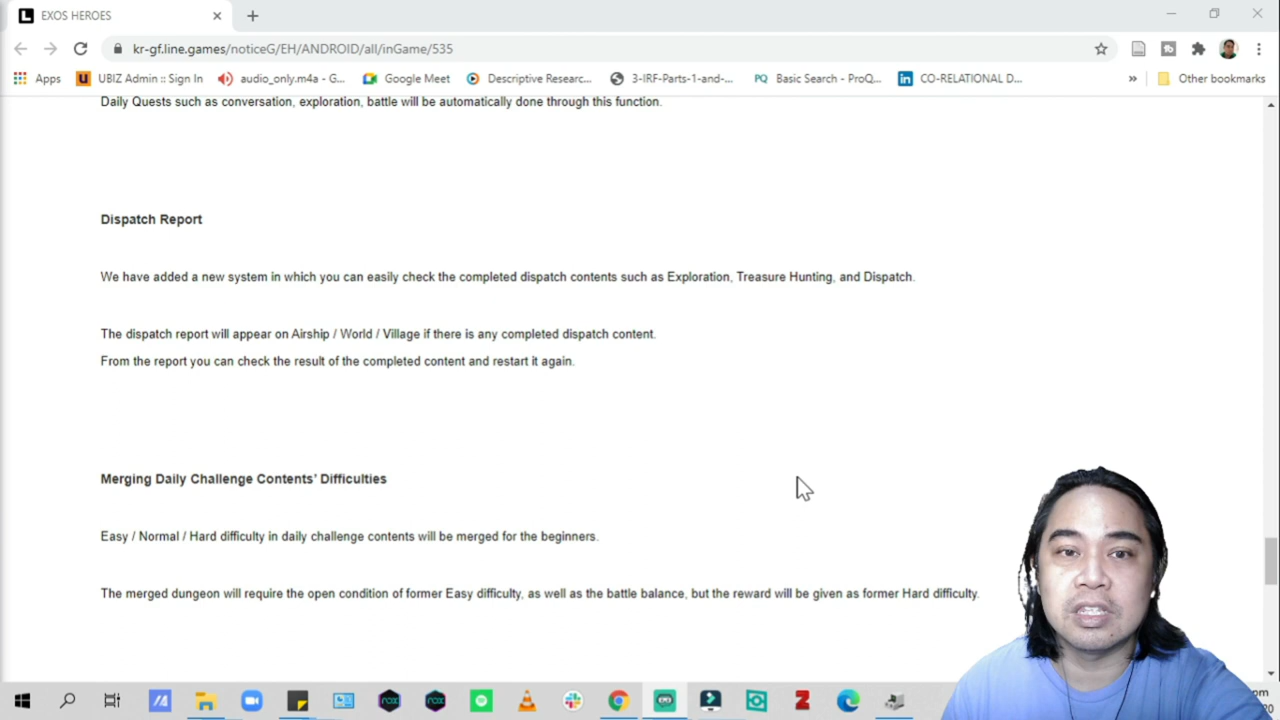 EXOS HEROES
kr-gf.line.games/noticeG/EH/ANDROID/all/inGame/535
Apps
UBIZ Admin :: Sign In
audio_only.m4a - G...
Google Meet
Descriptive Researc...
3-IRF-Parts-1-and-...
PQ Basic Search - ProQ...
in CO-RELATIONAL D...
»
Other bookmarks
Daily Quests such as conversation, exploration, battle will be automatically done through this function.
Dispatch Report
We have added a new system in which you can easily check the completed dispatch contents such as Exploration, Treasure Hunting, and Dispatch.
The dispatch report will appear on Airship / World / Village if there is any completed dispatch content.
From the report you can check the result of the completed content and restart it again.
Merging Daily Challenge Contents' Difficulties
Easy / Normal / Hard difficulty in daily challenge contents will be merged for the beginners.
The merged dungeon will require the open condition of former Easy difficulty, as well as the battle balance, but the reward will be given as former Hard difficulty.